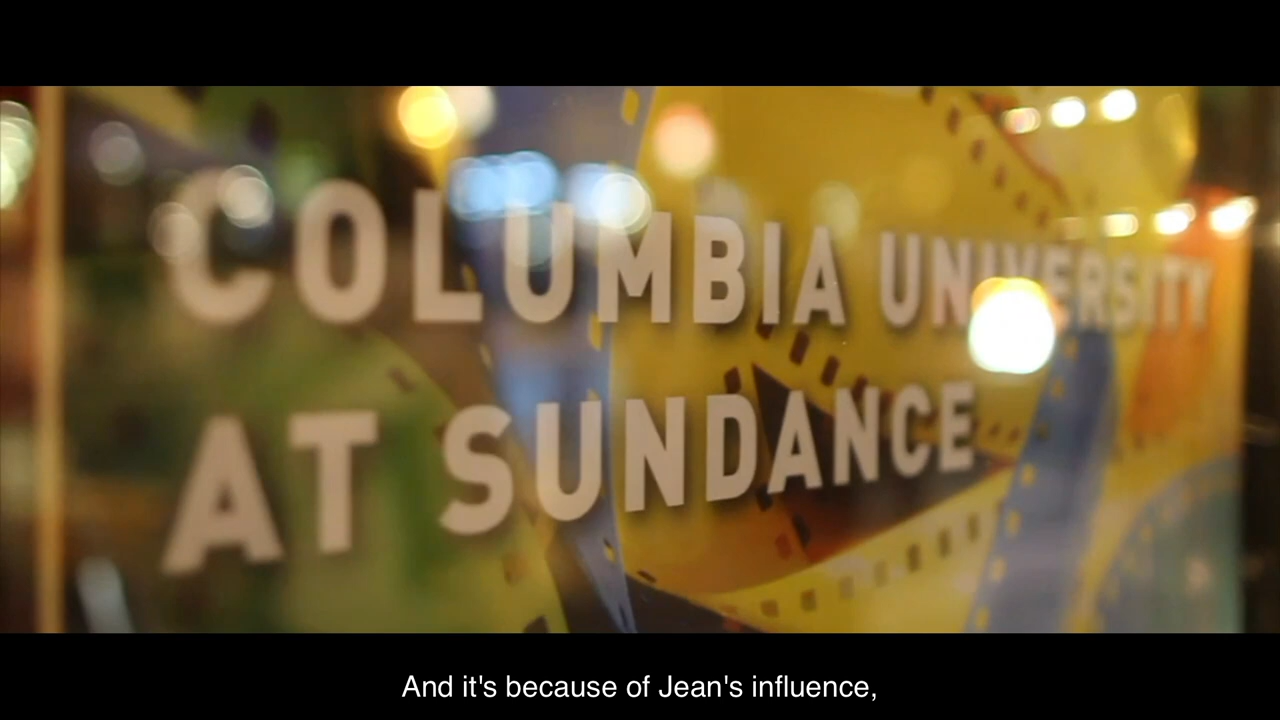 COLUMBIA UNIVERSITY
AT SUNDANCE
And it's because of Jean's influence,